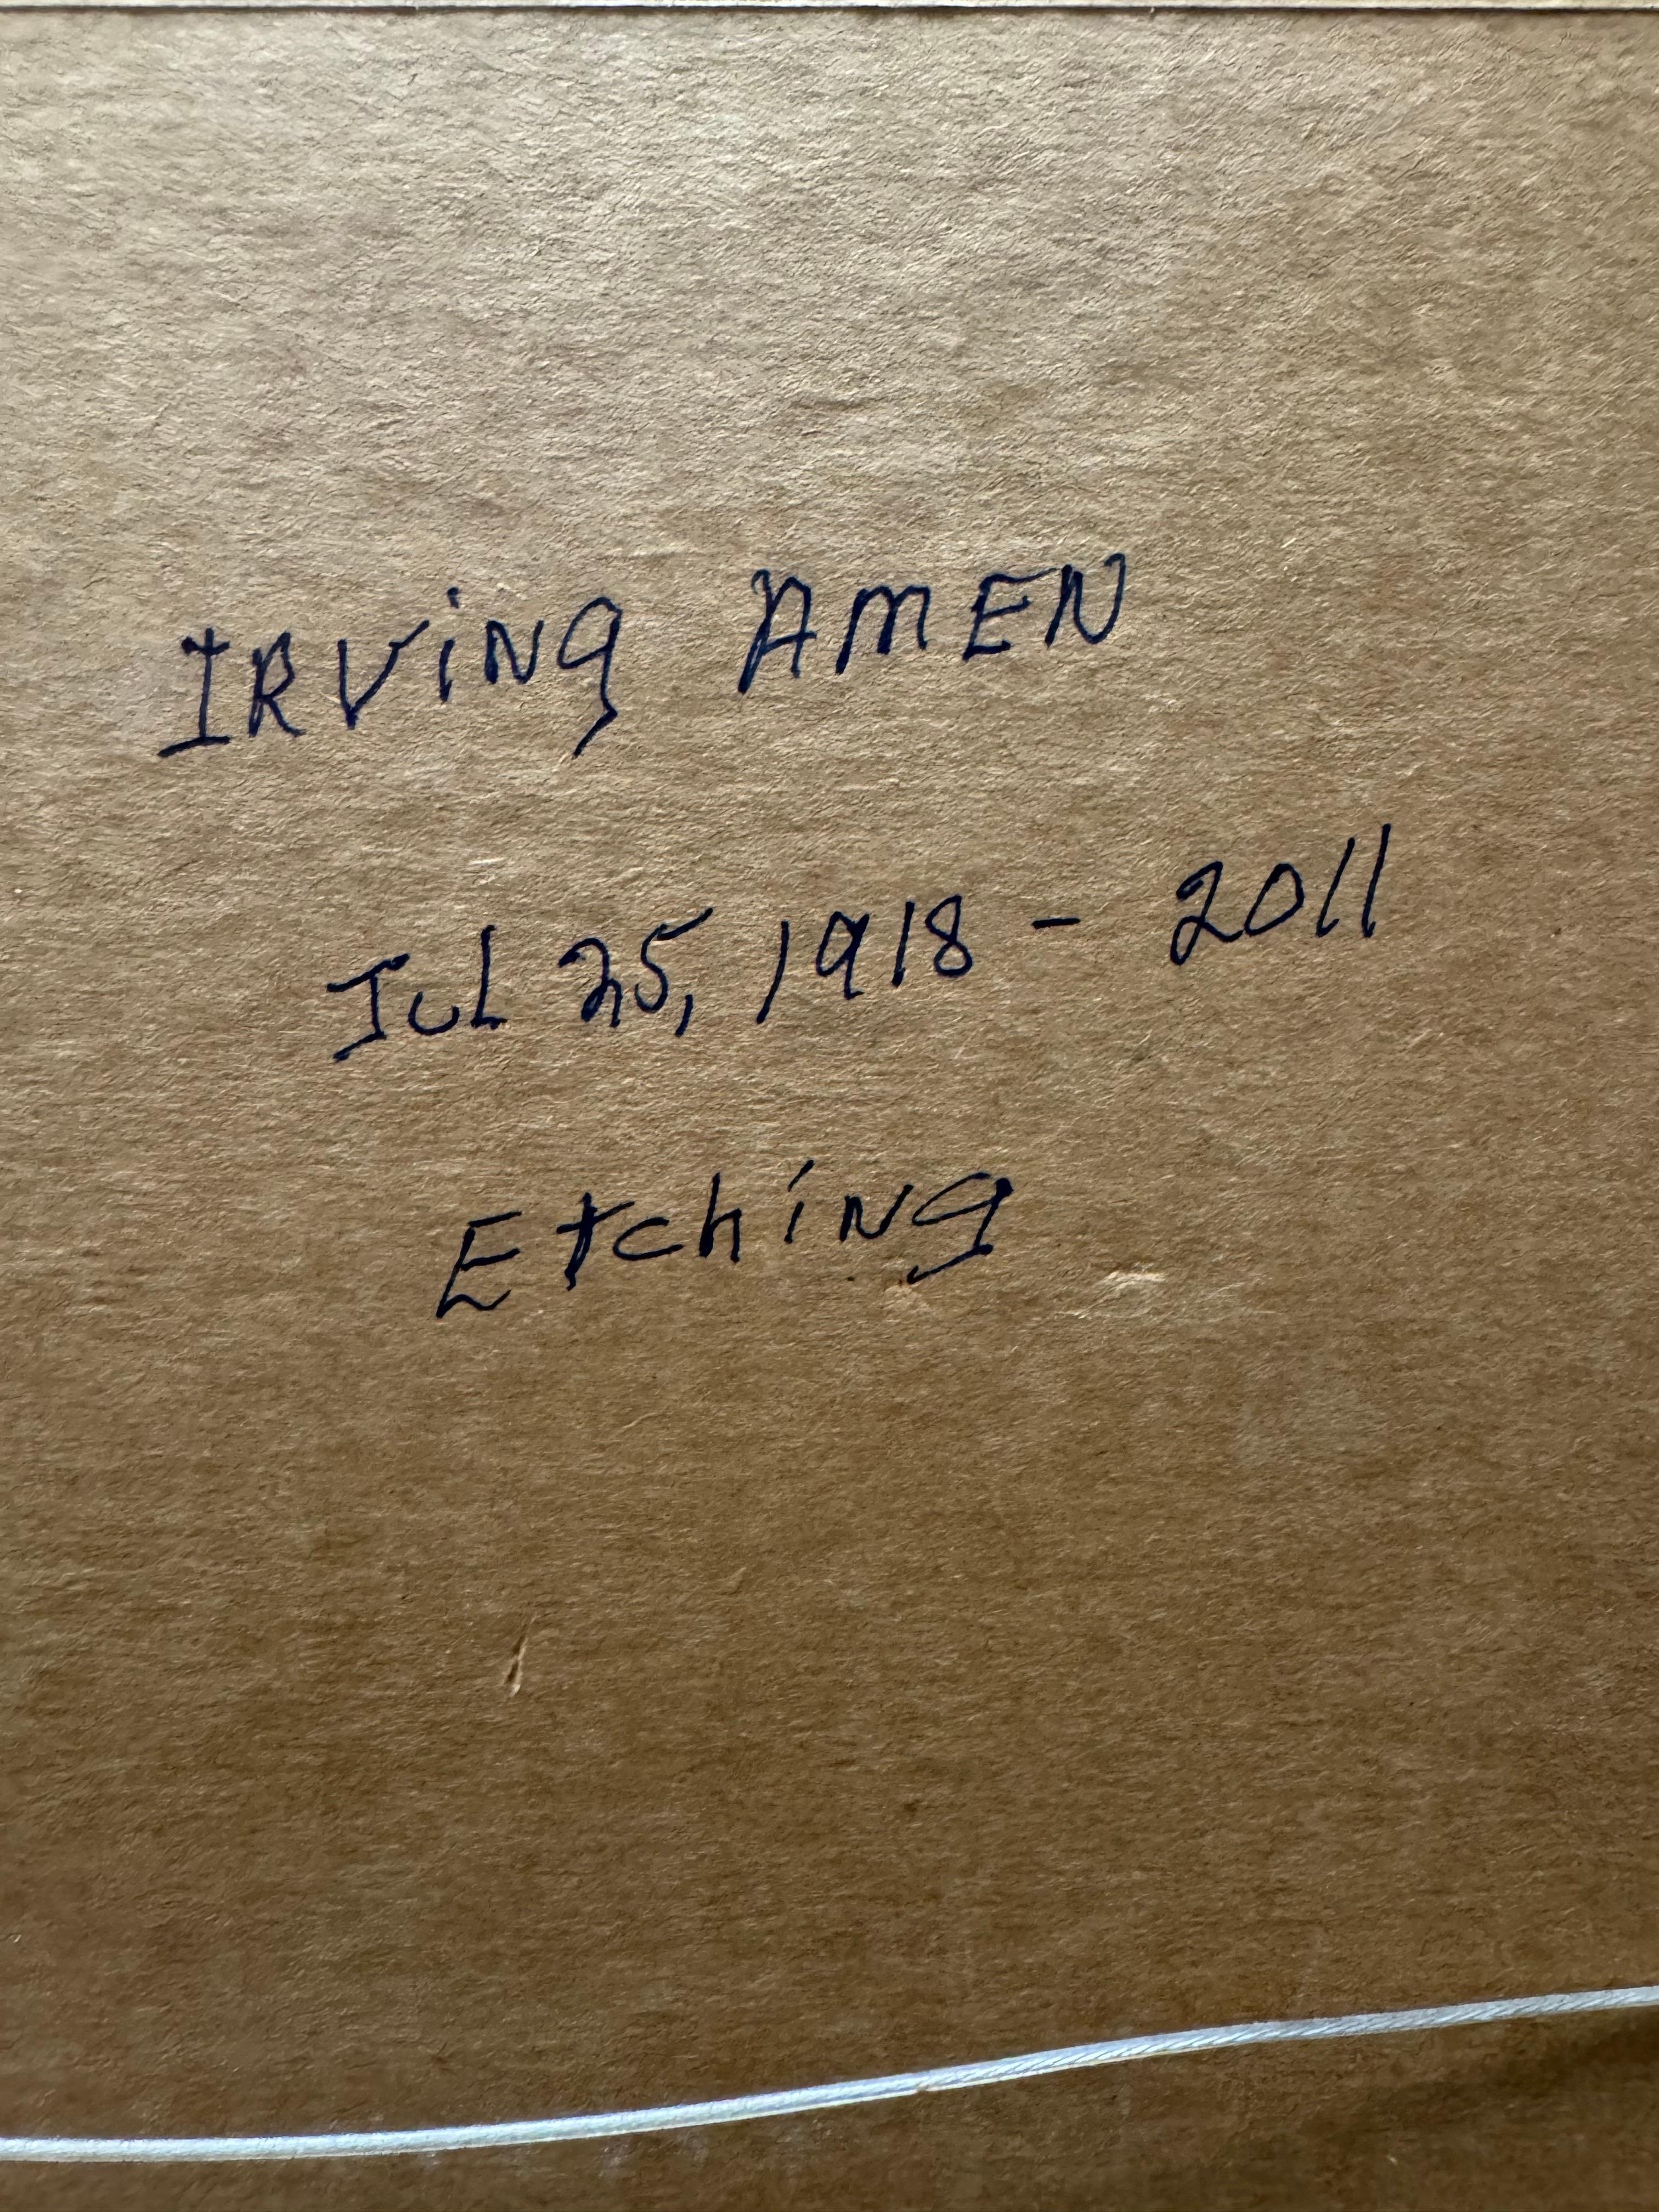 IRViNg AMEN
JuL 25, 1918 - 2011
EtchiNg